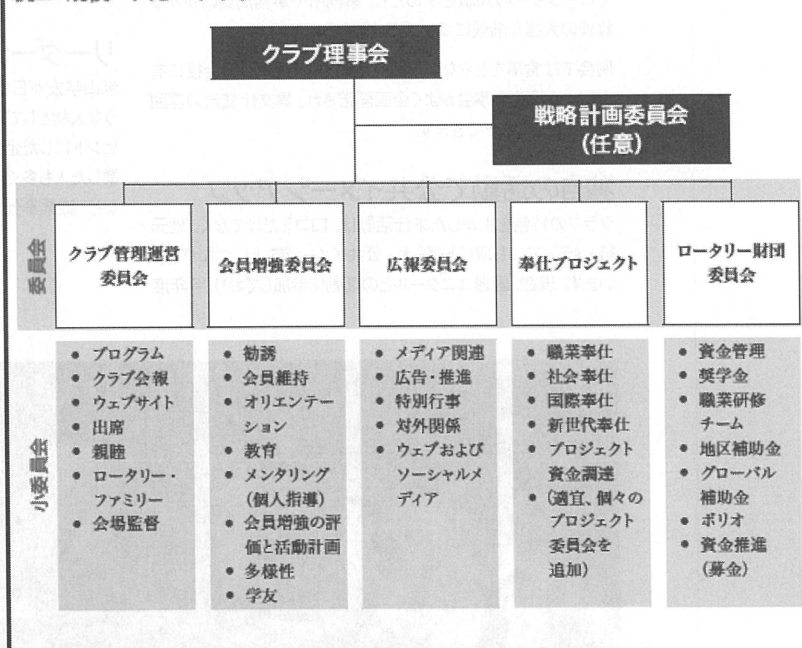 クラブ理事会
戦略計画委員会
(任意)
委員会
クラブ管理運営
委員会
会員増強委員会
広報委員会
奉仕プロジェクト
ロータリー財団
委員会
小委員会
• プログラム
• クラブ会報
• ウェブサイト
• 出席
• 親睦
• ロータリー・
ファミリー
• 会場監督
• 勧誘
• 会員維持
• オリエンテー
ション
• 教育
• メンタリング
(個人指導)
• 会員増強の評
価と活動計画
• 多様性
• 学友
• メディア関連
• 広告・推進
• 特別行事
• 対外関係
• ウェブおよび
ソーシャルメ
ディア
• 職業奉仕
• 社会奉仕
• 国際奉仕
• 新世代奉仕
• プロジェクト
資金調達
• (適宜、個々の
プロジェクト
委員会を
追加)
• 資金管理
• 奨学金
• 職業研修
チーム
• 地区補助金
• グローバル
補助金
• ポリオ
• 資金推進
(募金)